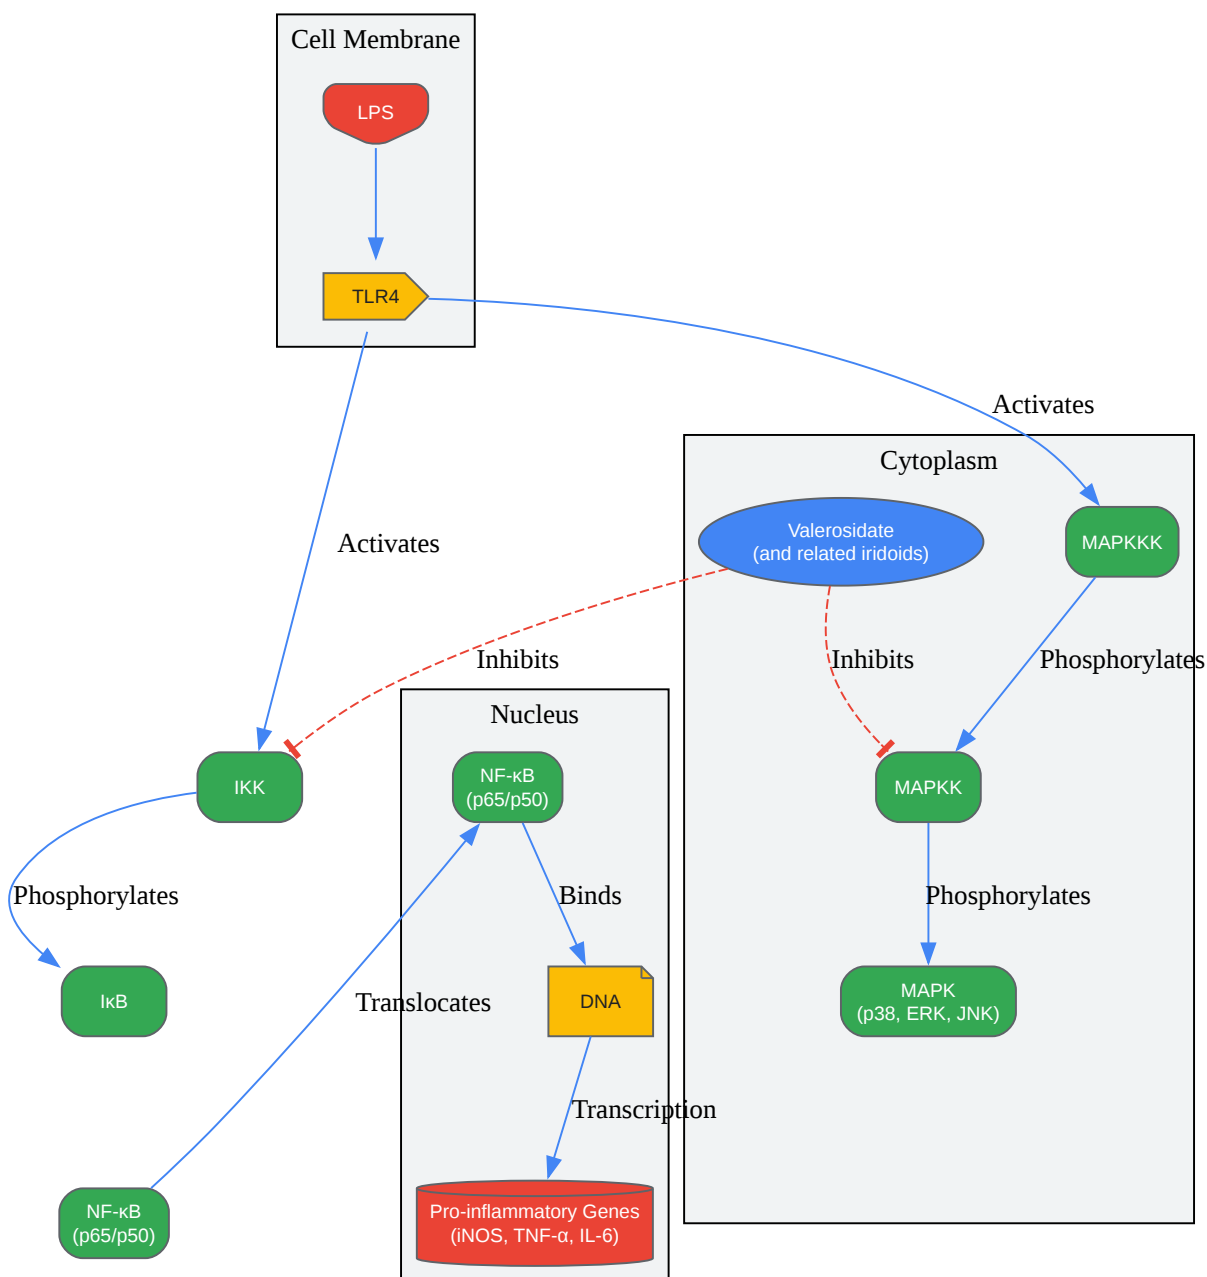 Cell Membrane
LPS
TLR4
Activates
Cytoplasm
Valerosidate
(and related iridoids)
MAPKKK
Activates
Inhibits
Inhibits
Phosphorylates
Nucleus
IKK
NF-κB
(p65/p50)
MAPKK
Phosphorylates
Binds
Phosphorylates
IκB
Translocates
DNA
MAPK
(p38, ERK, JNK)
Transcription
NF-κB
(p65/p50)
Pro-inflammatory Genes
(iNOS, TNF-α, IL-6)